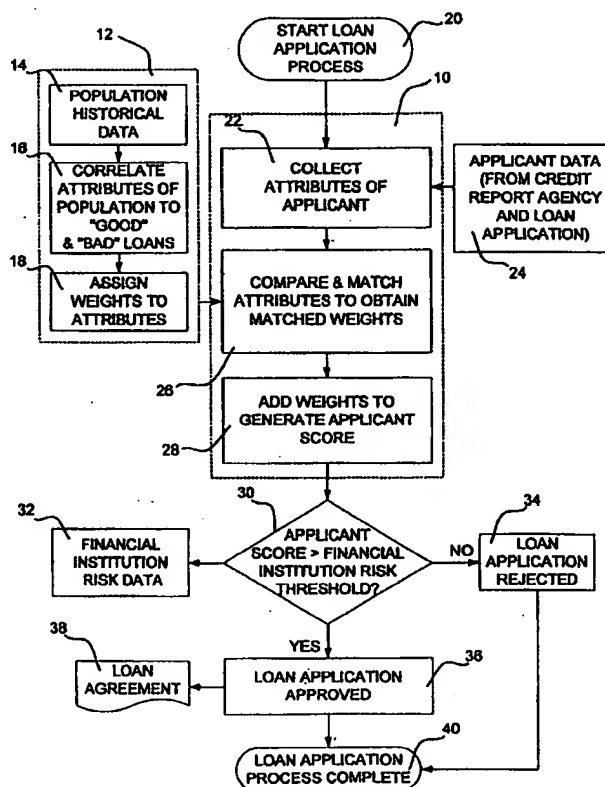 20
START LOAN
APPLICATION
PROCESS
12
14
POPULATION
HISTORICAL
DATA
16
CORRELATE
ATTRIBUTES OF
POPULATION TO
"GOOD"
& "BAD" LOANS
18
ASSIGN
WEIGHTS TO
ATTRIBUTES
10
22
COLLECT
ATTRIBUTES OF
APPLICANT
APPLICANT DATA
(FROM CREDIT
REPORT AGENCY
AND LOAN
APPLICATION)
24
COMPARE & MATCH
ATTRIBUTES TO OBTAIN
MATCHED WEIGHTS
26
ADD WEIGHTS TO
GENERATE APPLICANT
SCORE
28
30
APPLICANT
SCORE > FINANCIAL
INSTITUTION RISK
THRESHOLD?
32
FINANCIAL
INSTITUTION
RISK DATA
NO
34
LOAN
APPLICATION
REJECTED
YES
38
LOAN
AGREEMENT
LOAN APPLICATION
APPROVED
36
40
LOAN APPLICATION
PROCESS COMPLETE